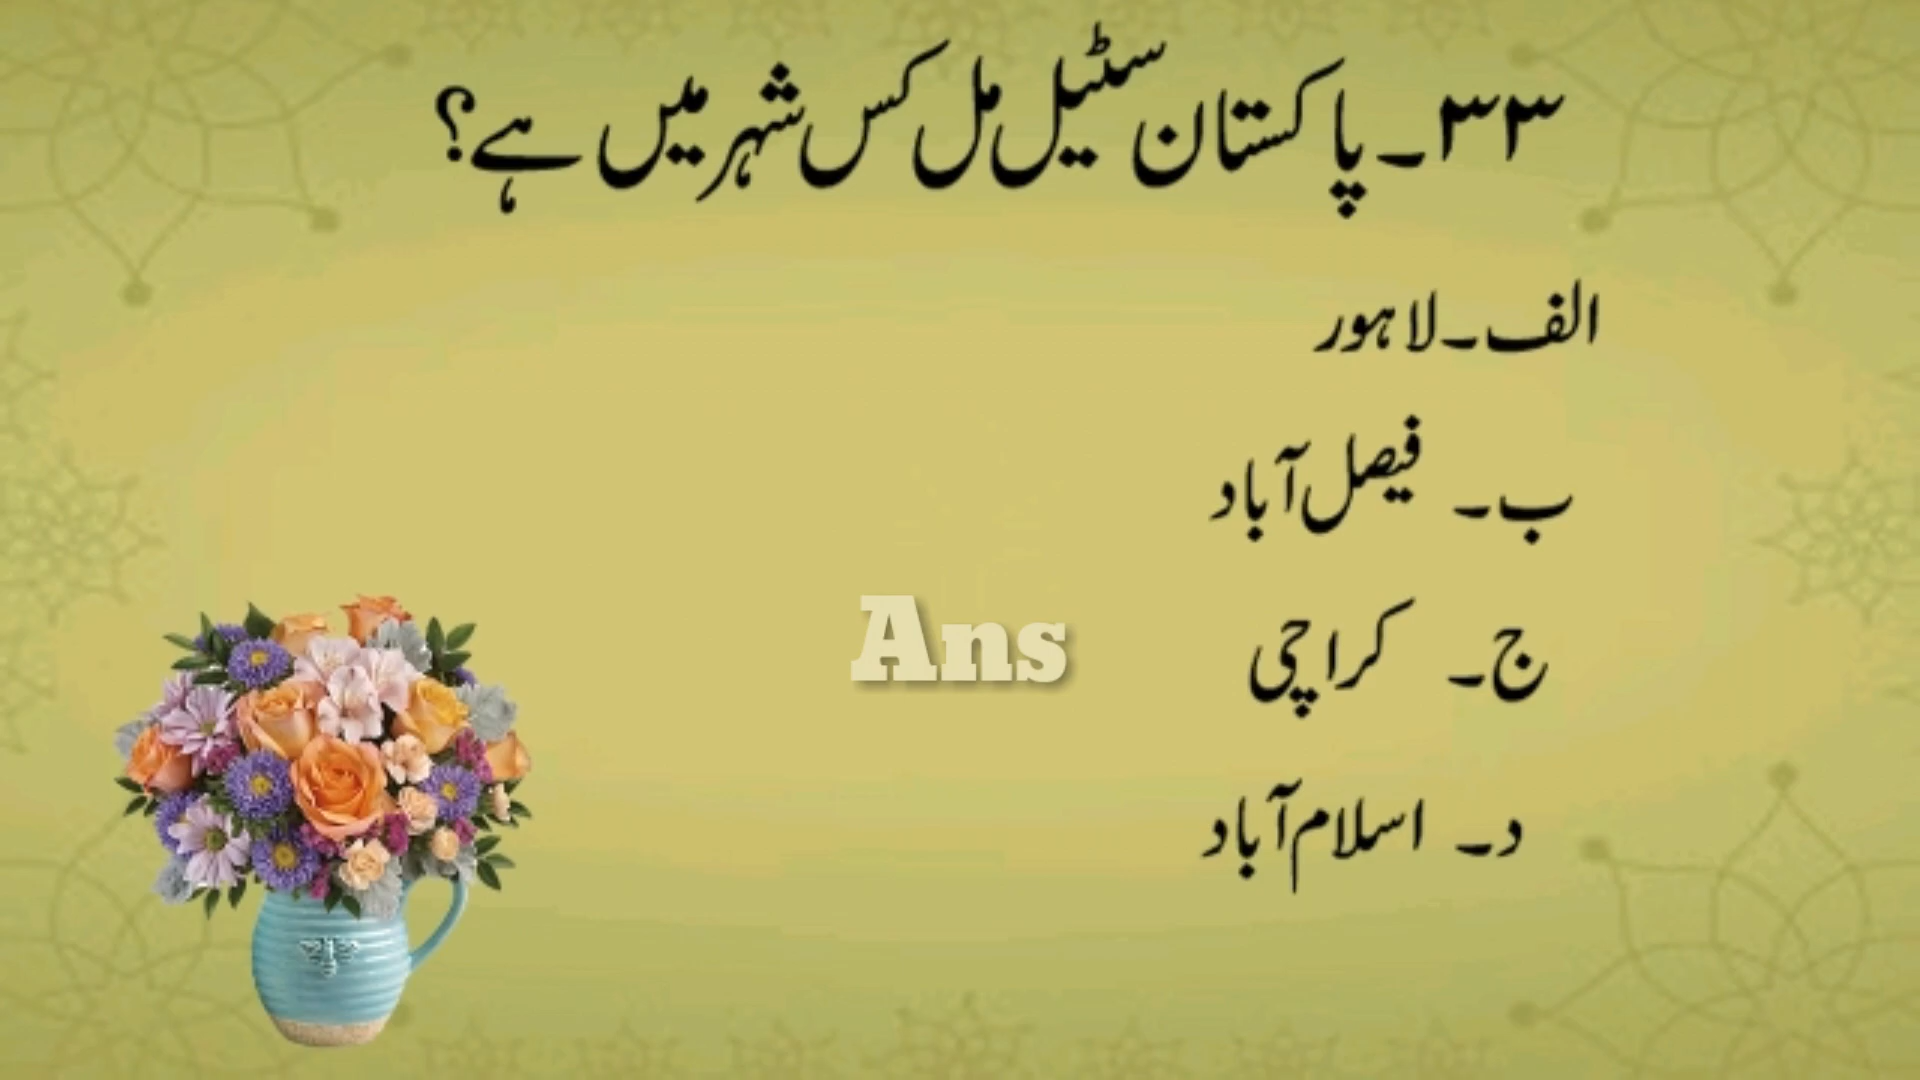 ۳۳۔ پاکستان سٹیل مل کس شہر میں ہے؟
الف۔ لاہور
ب۔ فیصل آباد
Ans
ج۔ کراچی
د۔ اسلام آباد